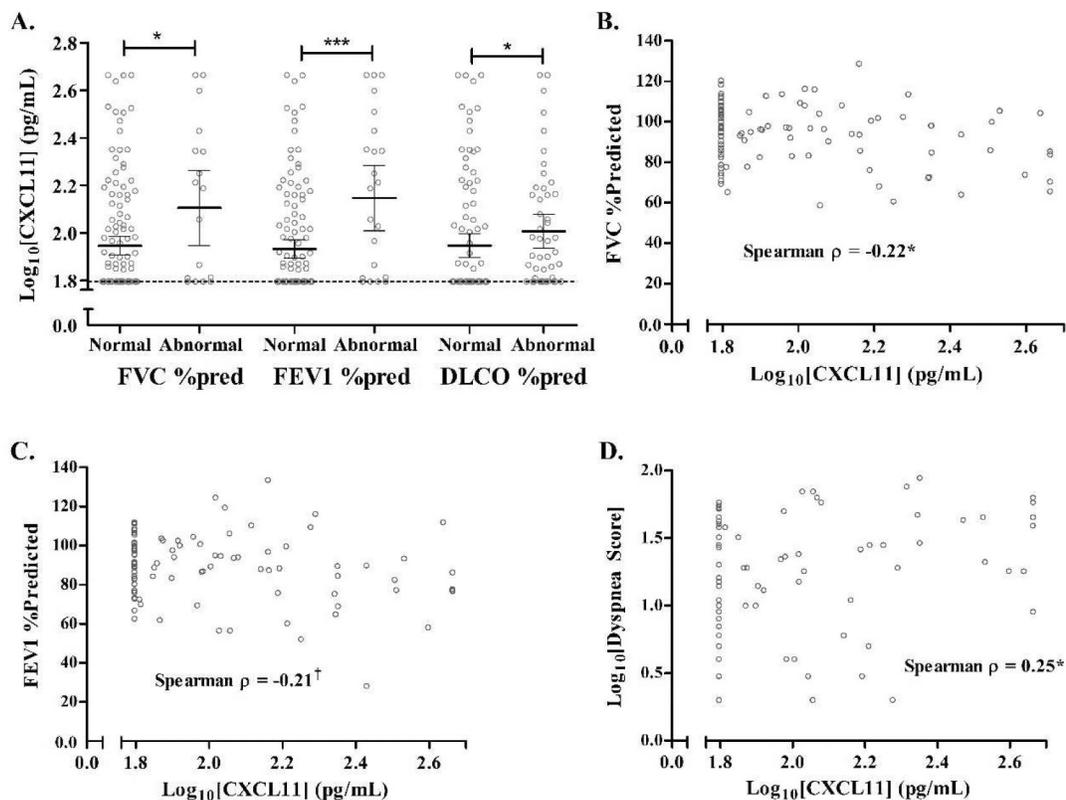 A.
2.8
2.6
2.4
2.2
2.0
1.8
0.0
Log10[CXCL11] (pg/mL)
*
***
*
Normal Abnormal Normal Abnormal Normal Abnormal
FVC %pred FEV1 %pred DLCO %pred
B.
140
120
100
80
60
40
20
0.0
FVC %Predicted
Spearman ρ = -0.22*
0.0 1.8 2.0 2.2 2.4 2.6
Log10[CXCL11] (pg/mL)
C.
140
120
100
80
60
40
20
0.0
FEV1 %Predicted
Spearman ρ = -0.21†
0.0 1.8 2.0 2.2 2.4 2.6
Log10[CXCL11] (pg/mL)
D.
2.0
1.5
1.0
0.5
0.0
Log10[Dyspnea Score]
Spearman ρ = 0.25*
0.0 1.8 2.0 2.2 2.4 2.6
Log10[CXCL11] (pg/mL)